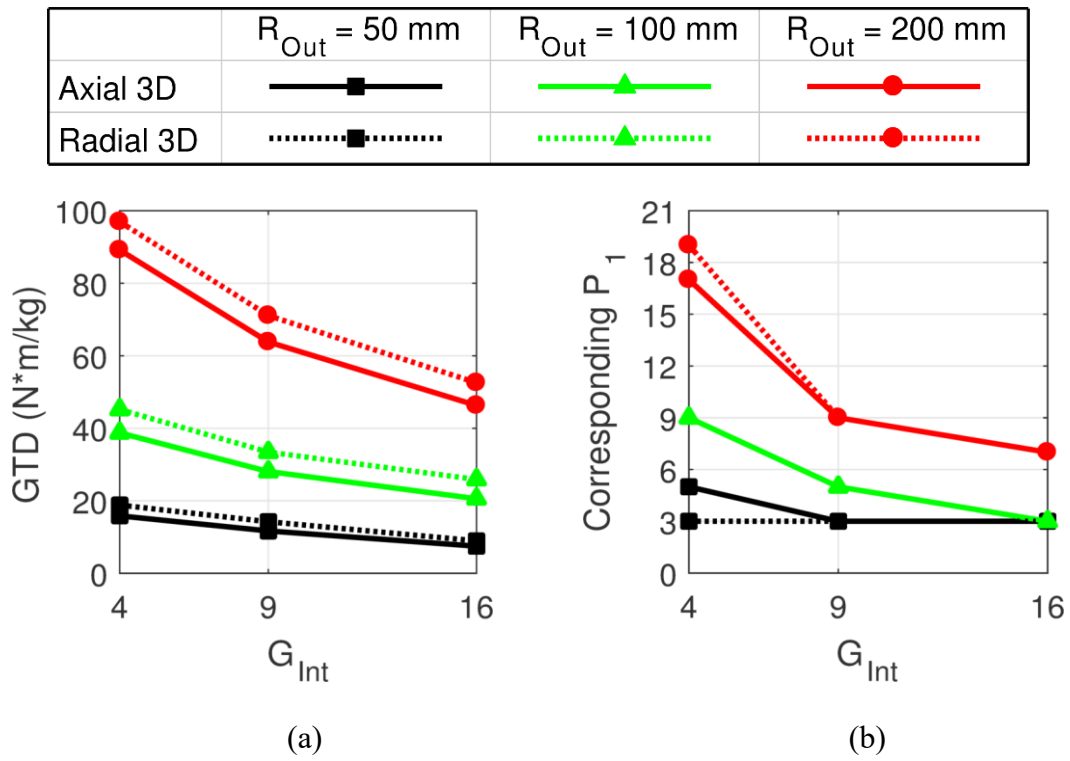 R_Out = 50 mm R_Out = 100 mm R_Out = 200 mm
Axial 3D
Radial 3D
GTD (N*m/kg)
100
80
60
40
20
0
4 9 16
G_Int
(a)
Corresponding P_1
21
18
15
12
9
6
3
0
4 9 16
G_Int
(b)